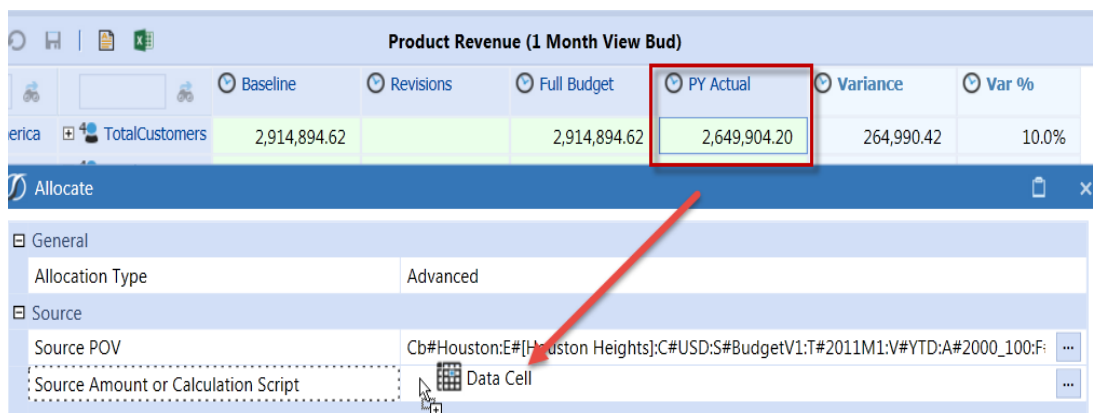 Product Revenue (1 Month View Bud)
Baseline Revisions Full Budget PY Actual Variance Var %
erica TotalCustomers 2,914,894.62 2,914,894.62 2,649,904.20 264,990.42 10.0%
Allocate
General
Allocation Type Advanced
Source
Source POV Cb#Houston:E#[Houston Heights]:C#USD:S#BudgetV1:T#2011M1:V#YTD:A#2000_100:F ...
Source Amount or Calculation Script Data Cell ...